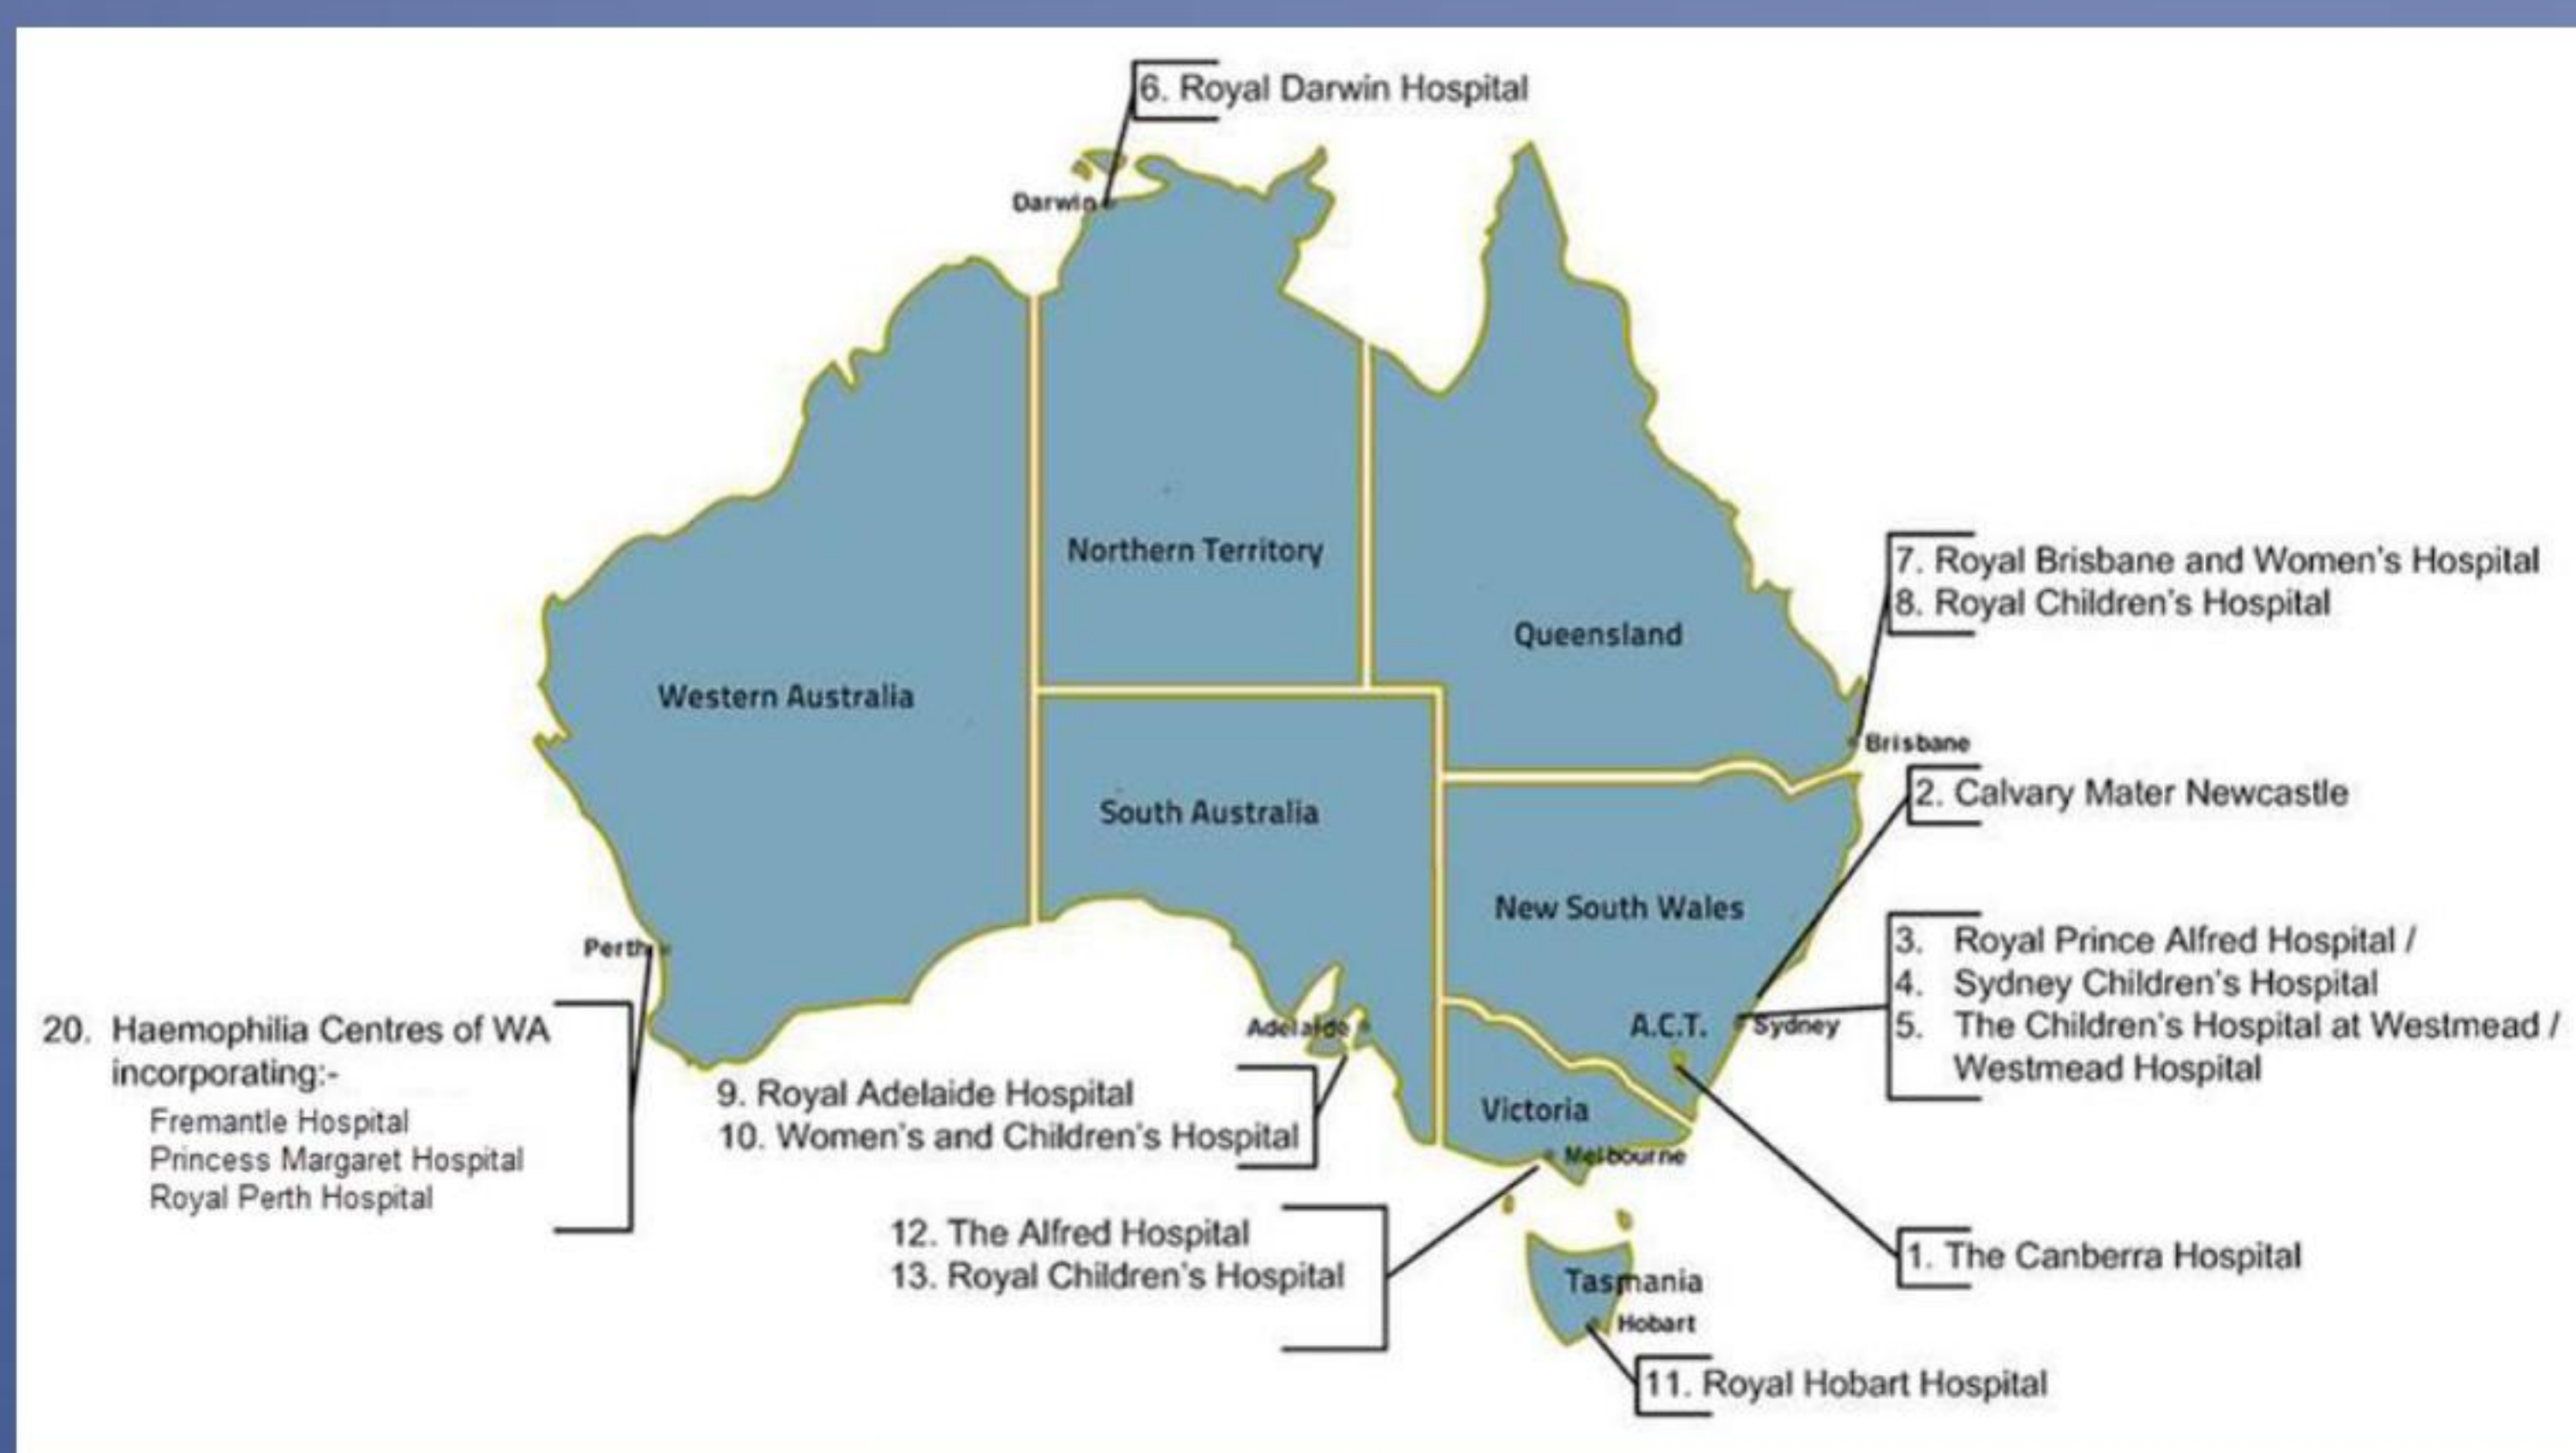 6. Royal Darwin Hospital
Darwin
Northern Territory
7. Royal Brisbane and Women's Hospital
8. Royal Children's Hospital
Queensland
Western Australia
Brisbane
2. Calvary Mater Newcastle
South Australia
New South Wales
3. Royal Prince Alfred Hospital /
4. Sydney Children's Hospital
5. The Children's Hospital at Westmead /
Westmead Hospital
Perth
A.C.T.
Sydney
Adelaide
20. Haemophilia Centres of WA
incorporating:-
Fremantle Hospital
Princess Margaret Hospital
Royal Perth Hospital
9. Royal Adelaide Hospital
10. Women's and Children's Hospital
Victoria
Melbourne
12. The Alfred Hospital
13. Royal Children's Hospital
1. The Canberra Hospital
Tasmania
Hobart
11. Royal Hobart Hospital